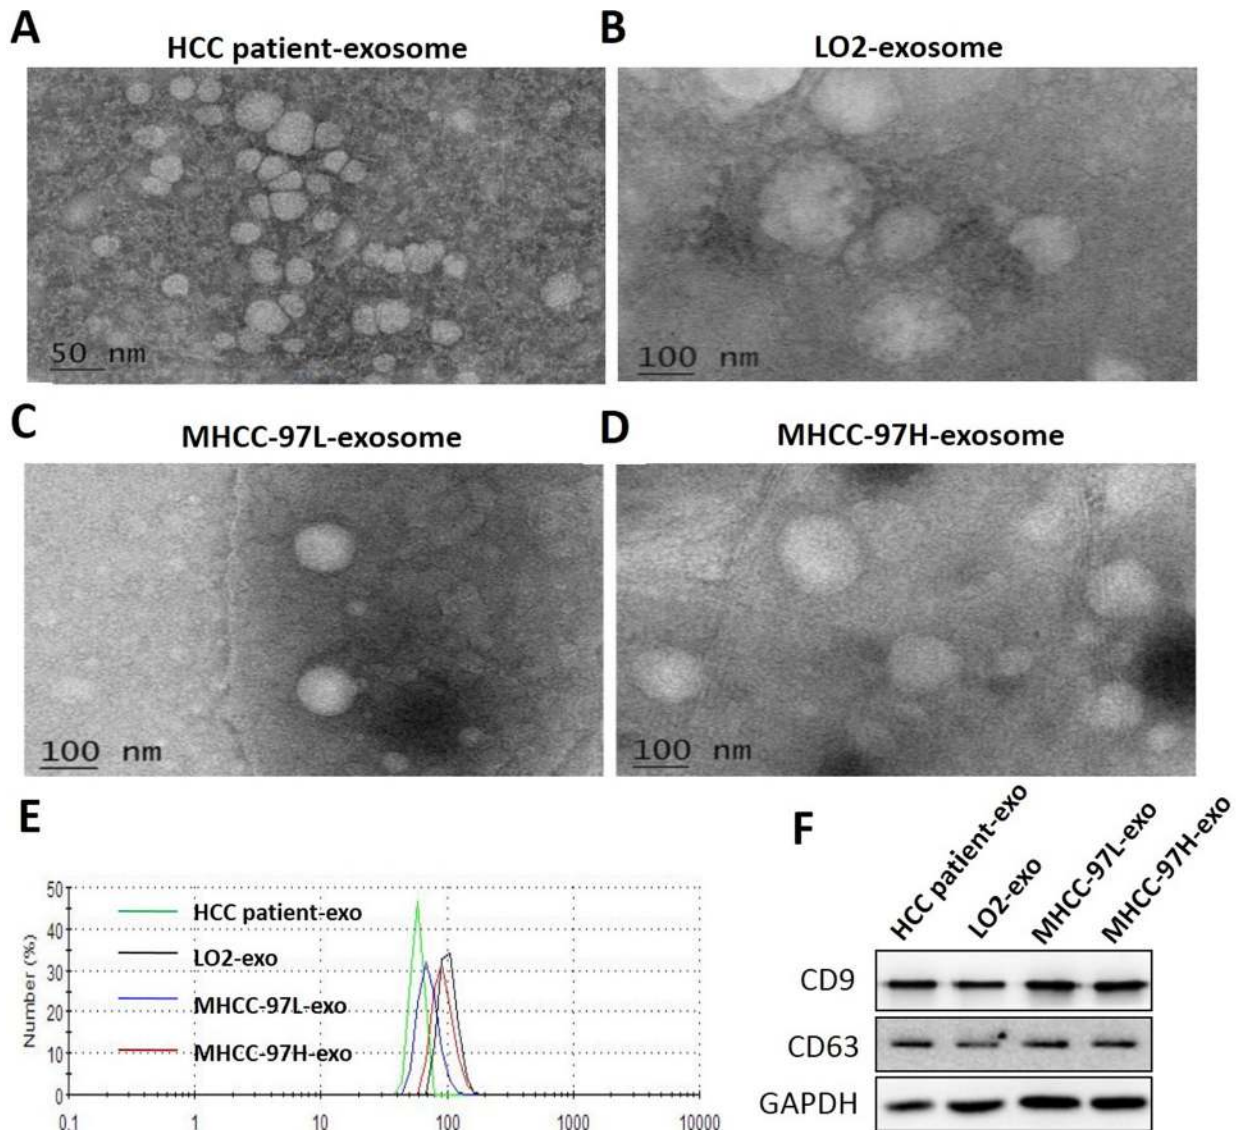 A
HCC patient-exosome
50 nm
B
LO2-exosome
100 nm
C
MHCC-97L-exosome
100 nm
D
MHCC-97H-exosome
100 nm
E
Number (%)
50
40
30
20
10
0
HCC patient-exo
LO2-exo
MHCC-97L-exo
MHCC-97H-exo
0.1
1
10
100
1000
10000
F
HCC patient-exo
LO2-exo
MHCC-97L-exo
MHCC-97H-exo
CD9
CD63
GAPDH